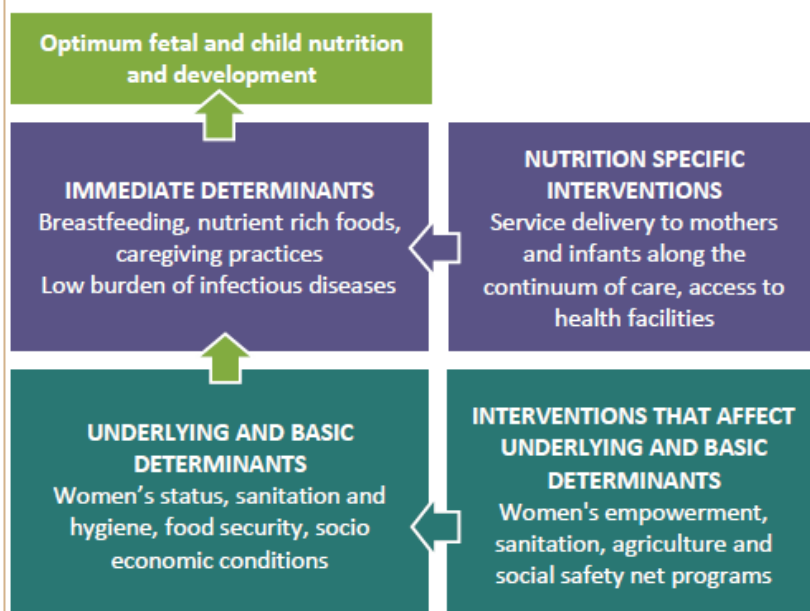 Optimum fetal and child nutrition
and development
IMMEDIATE DETERMINANTS
Breastfeeding, nutrient rich foods,
caregiving practices
Low burden of infectious diseases
NUTRITION SPECIFIC
INTERVENTIONS
Service delivery to mothers
and infants along the
continuum of care, access to
health facilities
UNDERLYING AND BASIC
DETERMINANTS
Women’s status, sanitation and
hygiene, food security, socio
economic conditions
INTERVENTIONS THAT AFFECT
UNDERLYING AND BASIC
DETERMINANTS
Women's empowerment,
sanitation, agriculture and
social safety net programs